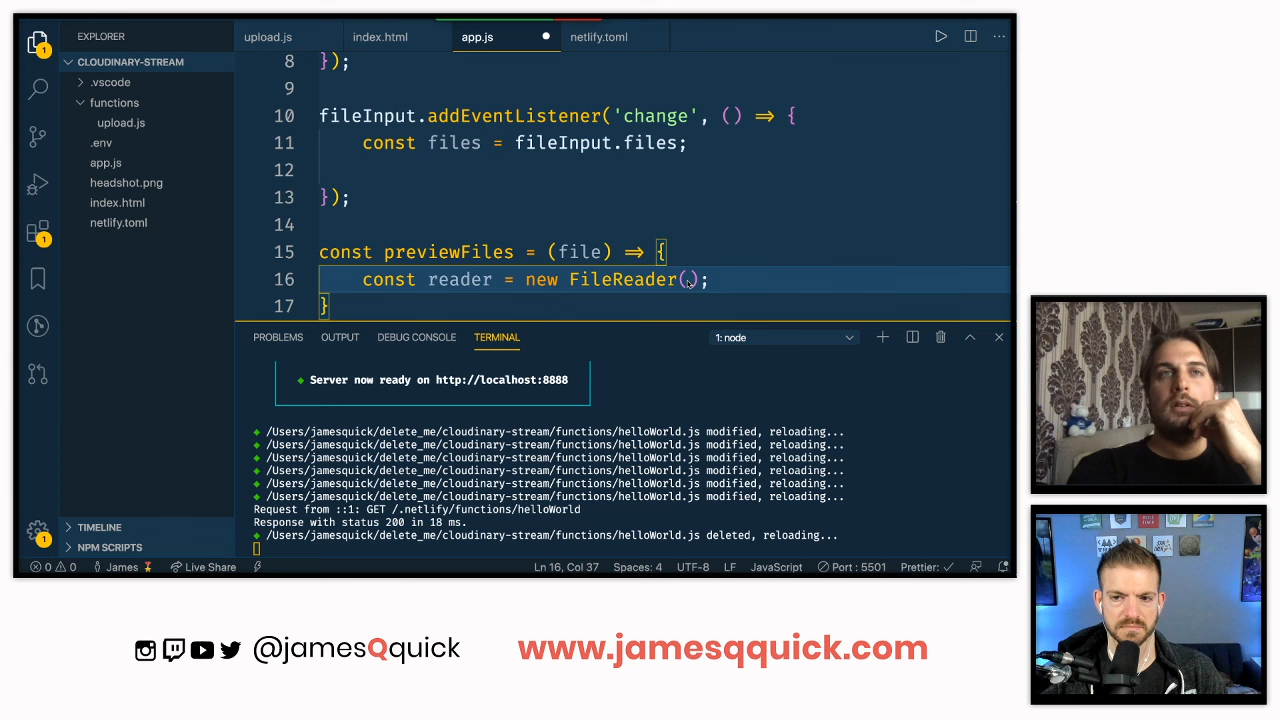 EXPLORER
upload.js
index.html
app.js
netlify.toml
CLOUDINARY-STREAM
.vscode
functions
upload.js
.env
app.js
headshot.png
index.html
netlify.toml
8 });
9
10 fileInput.addEventListener('change', () => {
11 const files = fileInput.files;
12
13 });
14
15 const previewFiles = (file) => {
16 const reader = new FileReader();
17 }
PROBLEMS OUTPUT DEBUG CONSOLE TERMINAL
1: node
◆ Server now ready on http://localhost:8888
◆ /Users/jamesquick/delete_me/cloudinary-stream/functions/helloWorld.js modified, reloading...
◆ /Users/jamesquick/delete_me/cloudinary-stream/functions/helloWorld.js modified, reloading...
◆ /Users/jamesquick/delete_me/cloudinary-stream/functions/helloWorld.js modified, reloading...
◆ /Users/jamesquick/delete_me/cloudinary-stream/functions/helloWorld.js modified, reloading...
◆ /Users/jamesquick/delete_me/cloudinary-stream/functions/helloWorld.js modified, reloading...
◆ /Users/jamesquick/delete_me/cloudinary-stream/functions/helloWorld.js modified, reloading...
Request from ::1: GET /.netlify/functions/helloWorld
Response with status 200 in 18 ms.
◆ /Users/jamesquick/delete_me/cloudinary-stream/functions/helloWorld.js deleted, reloading...
TIMELINE
NPM SCRIPTS
1
1
1
0 0 James Live Share Ln 16, Col 37 Spaces: 4 UTF-8 LF JavaScript Port : 5501 Prettier: ✓
@jamesQquick
www.jamesqquick.com